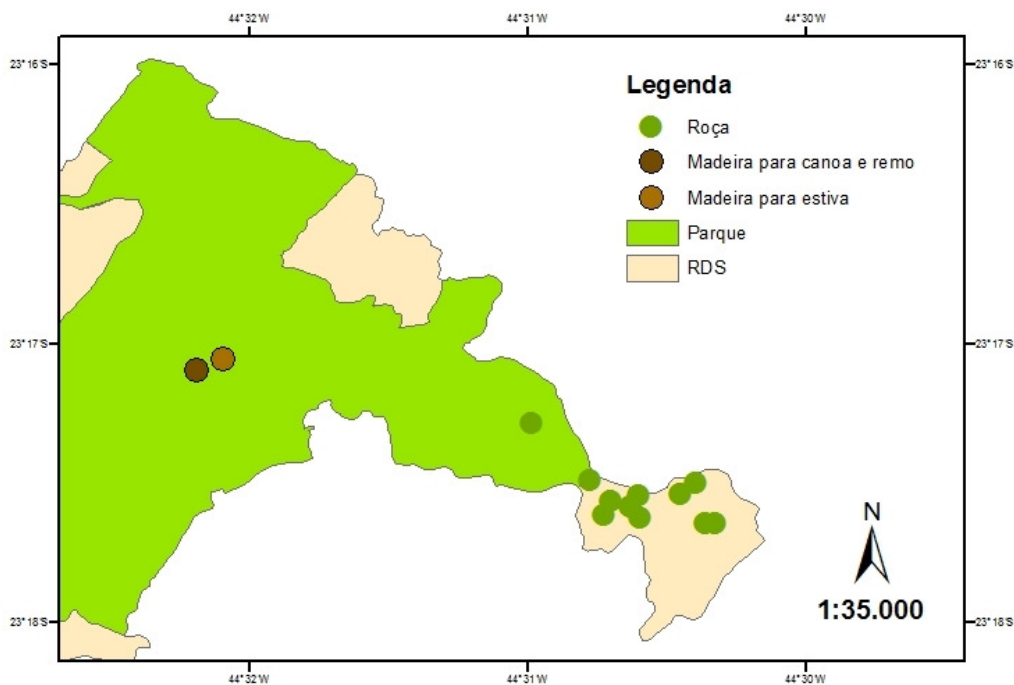 44°32'W 44°31'W 44°30'W
23°16'S 23°16'S
Legenda
Roça
Madeira para canoa e remo
Madeira para estiva
Parque
RDS
23°17'S 23°17'S
N
1:35.000
23°18'S 23°18'S
44°32'W 44°31'W 44°30'W